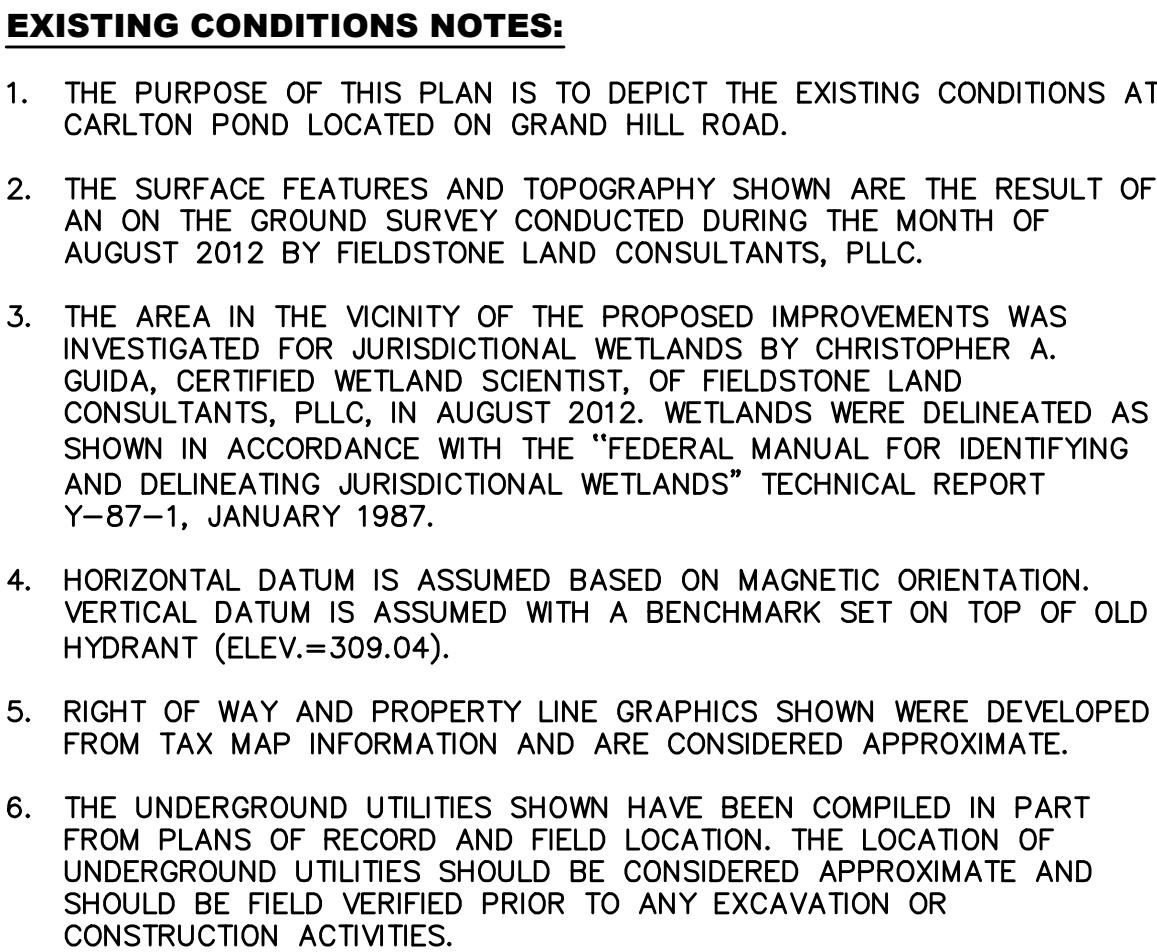 EXISTING CONDITIONS NOTES:
1. THE PURPOSE OF THIS PLAN IS TO DEPICT THE EXISTING CONDITIONS AT
CARLTON POND LOCATED ON GRAND HILL ROAD.
2. THE SURFACE FEATURES AND TOPOGRAPHY SHOWN ARE THE RESULT OF
AN ON THE GROUND SURVEY CONDUCTED DURING THE MONTH OF
AUGUST 2012 BY FIELDSTONE LAND CONSULTANTS, PLLC.
3. THE AREA IN THE VICINITY OF THE PROPOSED IMPROVEMENTS WAS
INVESTIGATED FOR JURISDICTIONAL WETLANDS BY CHRISTOPHER A.
GUIDA, CERTIFIED WETLAND SCIENTIST, OF FIELDSTONE LAND
CONSULTANTS, PLLC, IN AUGUST 2012. WETLANDS WERE DELINEATED AS
SHOWN IN ACCORDANCE WITH THE “FEDERAL MANUAL FOR IDENTIFYING
AND DELINEATING JURISDICTIONAL WETLANDS” TECHNICAL REPORT
Y-87-1, JANUARY 1987.
4. HORIZONTAL DATUM IS ASSUMED BASED ON MAGNETIC ORIENTATION.
VERTICAL DATUM IS ASSUMED WITH A BENCHMARK SET ON TOP OF OLD
HYDRANT (ELEV.=309.04).
5. RIGHT OF WAY AND PROPERTY LINE GRAPHICS SHOWN WERE DEVELOPED
FROM TAX MAP INFORMATION AND ARE CONSIDERED APPROXIMATE.
6. THE UNDERGROUND UTILITIES SHOWN HAVE BEEN COMPILED IN PART
FROM PLANS OF RECORD AND FIELD LOCATION. THE LOCATION OF
UNDERGROUND UTILITIES SHOULD BE CONSIDERED APPROXIMATE AND
SHOULD BE FIELD VERIFIED PRIOR TO ANY EXCAVATION OR
CONSTRUCTION ACTIVITIES.